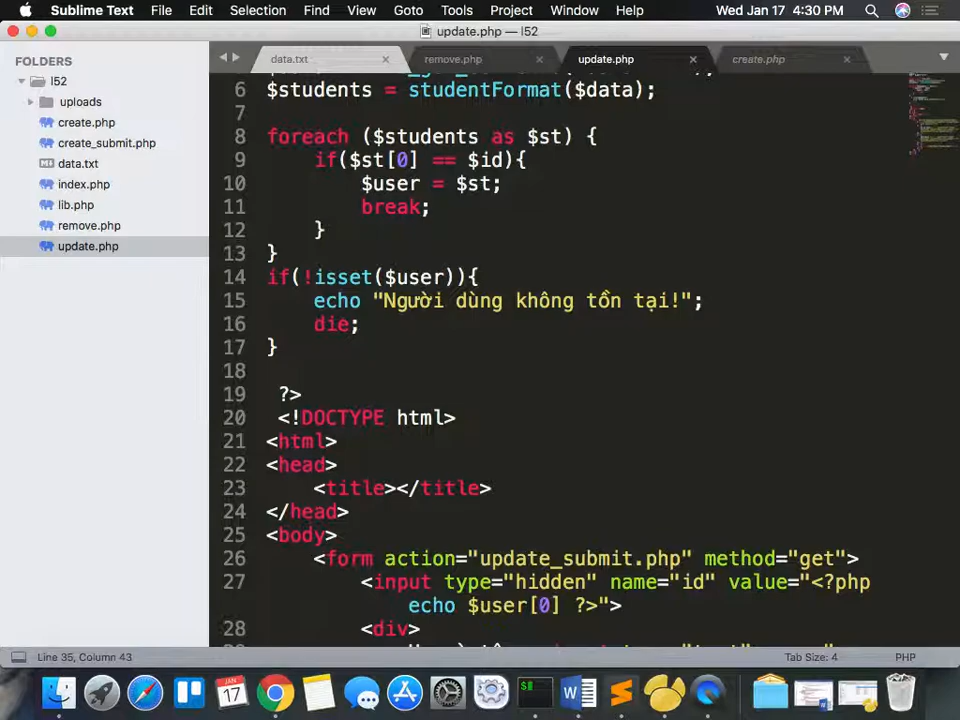 Sublime Text File Edit Selection Find View Goto Tools Project Window Help Wed Jan 17 4:30 PM
update.php — l52
FOLDERS
l52
uploads
create.php
create_submit.php
data.txt
index.php
lib.php
remove.php
update.php
data.txt × remove.php × update.php × create.php ×
6 $students = studentFormat($data);
7
8 foreach ($students as $st) {
9 if($st[0] == $id){
10 $user = $st;
11 break;
12 }
13 }
14 if(!isset($user)){
15 echo "Người dùng không tồn tại!";
16 die;
17 }
18
19 ?>
20 <!DOCTYPE html>
21 <html>
22 <head>
23 <title></title>
24 </head>
25 <body>
26 <form action="update_submit.php" method="get">
27 <input type="hidden" name="id" value="<?php
echo $user[0] ?>">
28 <div>
Line 35, Column 43 Tab Size: 4 PHP
JAN
17